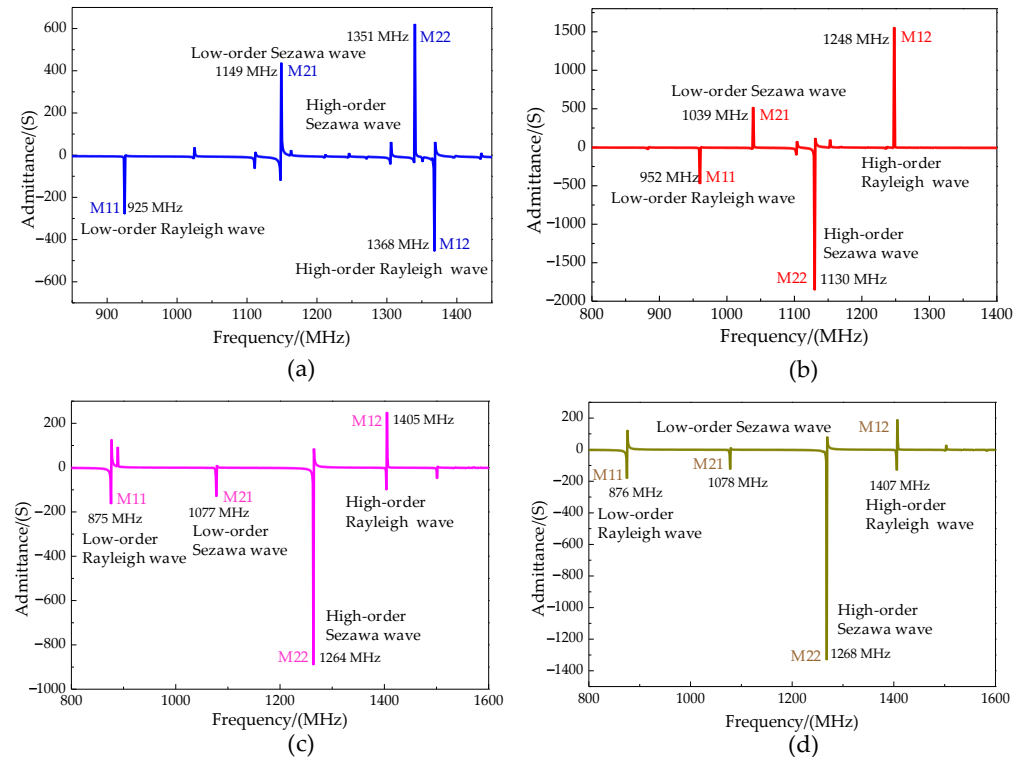 600
400
200
0
−200
−400
−600
Admittance/(S)
1351 MHz
M22
Low-order Sezawa wave
1149 MHz
M21
High-order
Sezawa wave
M11
925 MHz
Low-order Rayleigh wave
1368 MHz
M12
High-order Rayleigh wave
900 1000 1100 1200 1300 1400
Frequency/(MHz)
(a)
1500
1000
500
0
−500
−1000
−1500
−2000
Admittance/(S)
1248 MHz
M12
Low-order Sezawa wave
1039 MHz
M21
952 MHz
M11
Low-order Rayleigh wave
High-order
Rayleigh wave
High-order
Sezawa wave
M22
1130 MHz
800 900 1000 1100 1200 1300 1400
Frequency/(MHz)
(b)
200
0
−200
−400
−600
−800
−1000
Admittance/(S)
M12
1405 MHz
M11
875 MHz
Low-order
Rayleigh wave
M21
1077 MHz
Low-order
Sezawa wave
High-order
Rayleigh wave
High-order
Sezawa wave
M22
1264 MHz
800 1000 1200 1400 1600
Frequency/(MHz)
(c)
200
0
−200
−400
−600
−800
−1000
−1200
−1400
Admittance/(S)
Low-order Sezawa wave
M12
M11
876 MHz
Low-order
Rayleigh wave
M21
1078 MHz
1407 MHz
High-order
Rayleigh wave
High-order
Sezawa wave
M22
1268 MHz
800 1000 1200 1400 1600
Frequency/(MHz)
(d)